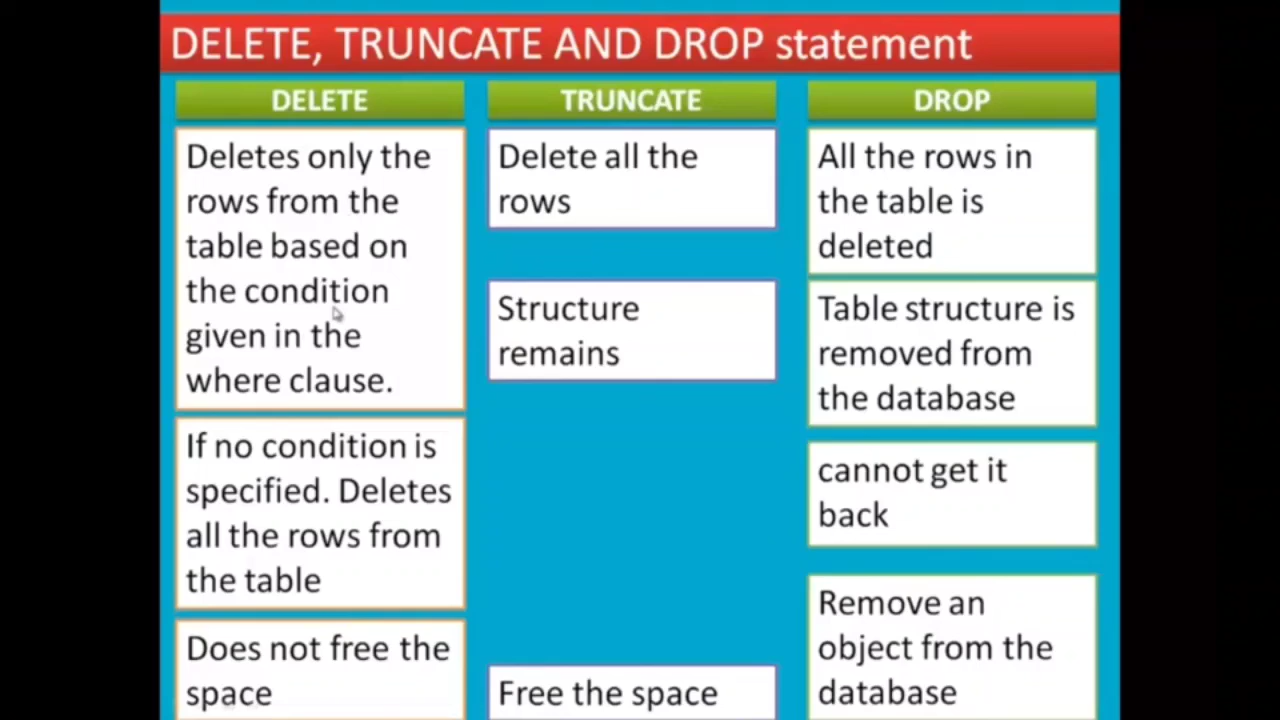 DELETE, TRUNCATE AND DROP statement
DELETE
Deletes only the
rows from the
table based on
the condition
given in the
where clause.
If no condition is
specified. Deletes
all the rows from
the table
Does not free the
space
TRUNCATE
Delete all the
rows
Structure
remains
Free the space
DROP
All the rows in
the table is
deleted
Table structure is
removed from
the database
cannot get it
back
Remove an
object from the
database